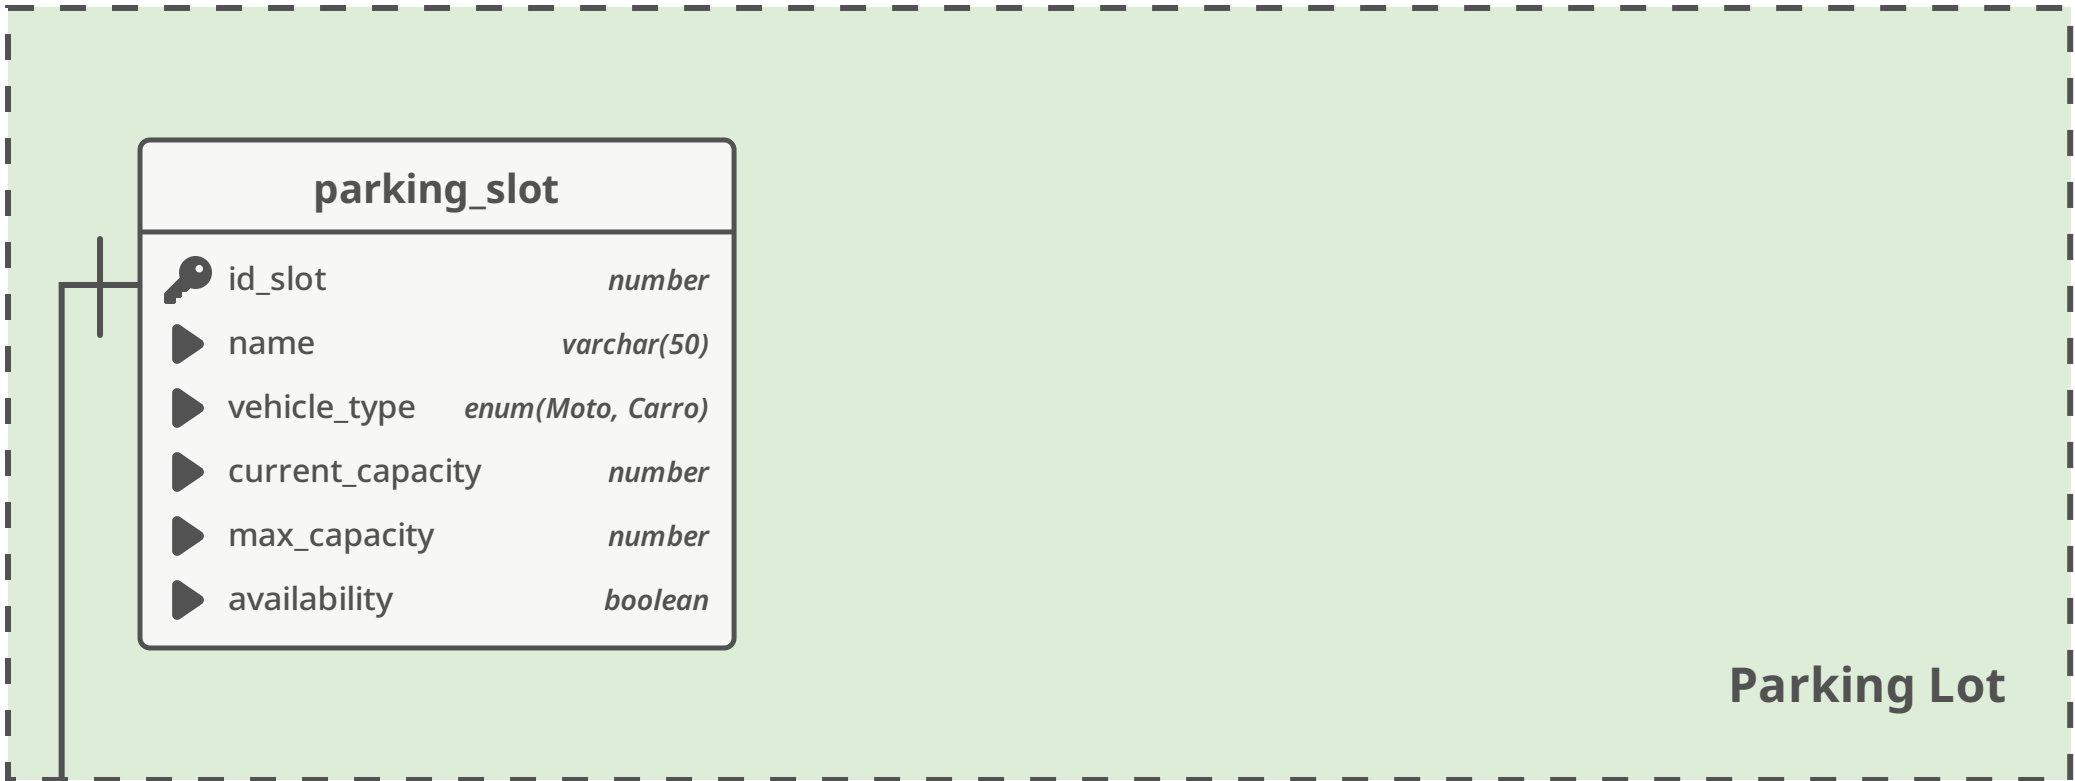 parking_slot
id_slot number
name varchar(50)
vehicle_type enum(Moto, Carro)
current_capacity number
max_capacity number
availability boolean
Parking Lot